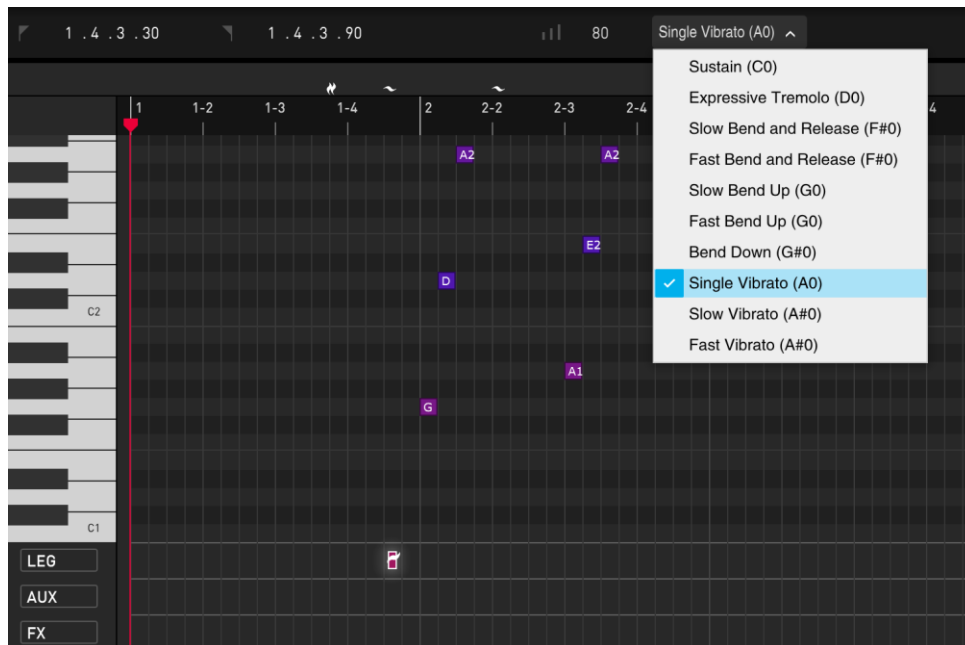 1 . 4 . 3 . 30 1 . 4 . 3 . 90 80 Single Vibrato (A0)
Sustain (C0)
Expressive Tremolo (D0)
Slow Bend and Release (F#0)
Fast Bend and Release (F#0)
Slow Bend Up (G0)
Fast Bend Up (G0)
Bend Down (G#0)
Single Vibrato (A0)
Slow Vibrato (A#0)
Fast Vibrato (A#0)
1 1-2 1-3 1-4 2 2-2 2-3 2-4 4
A2 A2
E2
D
C2
A1
G
C1
LEG
AUX
FX